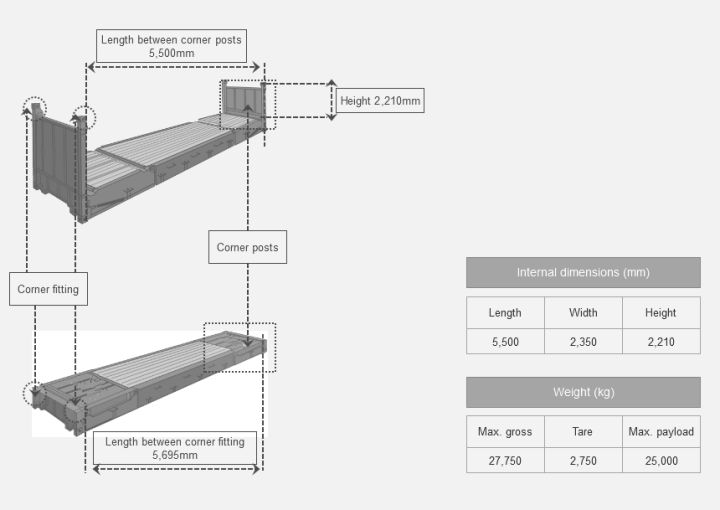 Length between corner posts
5,500mm
Height 2,210mm
Corner posts
Corner fitting
Length between corner fitting
5,695mm
Internal dimensions (mm)
Length Width Height
5,500 2,350 2,210
Weight (kg)
Max. gross Tare Max. payload
27,750 2,750 25,000